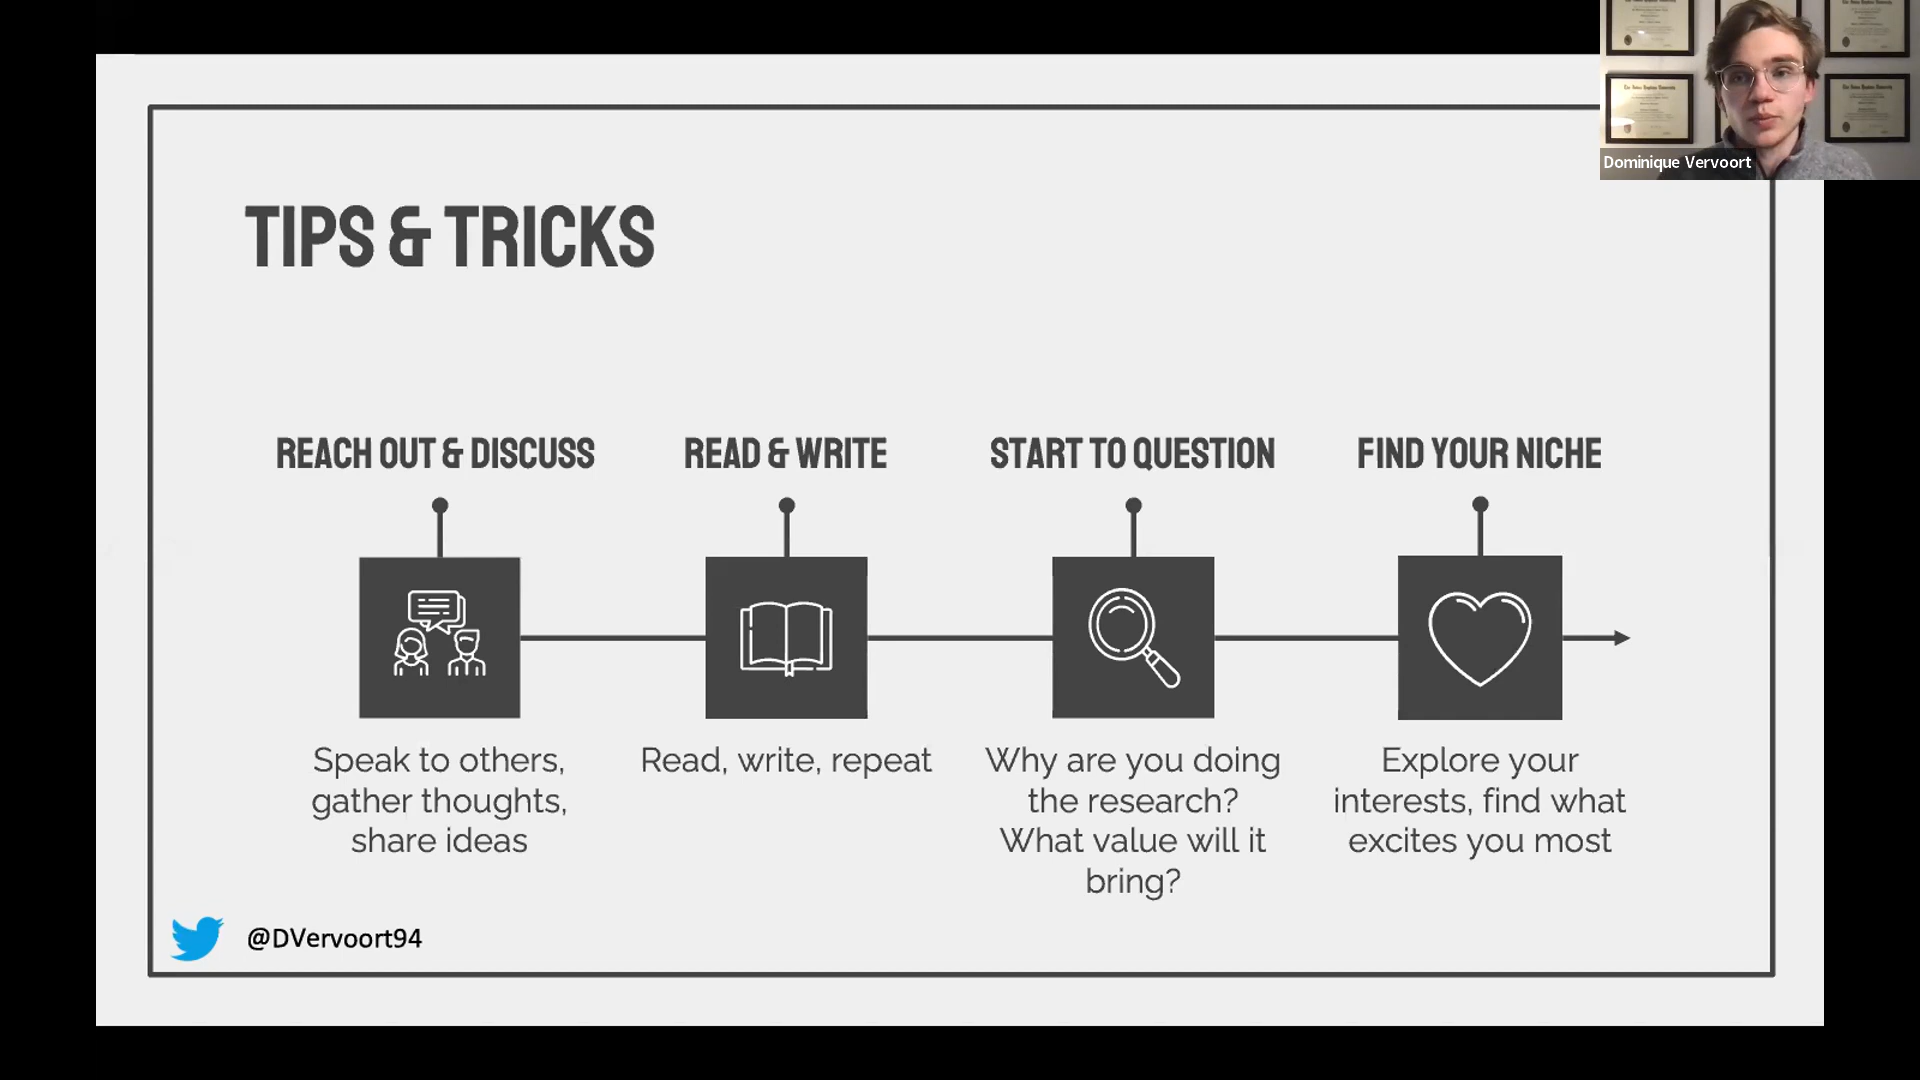 TIPS & TRICKS
REACH OUT & DISCUSS
Speak to others,
gather thoughts,
share ideas
READ & WRITE
Read, write, repeat
START TO QUESTION
Why are you doing
the research?
What value will it
bring?
FIND YOUR NICHE
Explore your
interests, find what
excites you most
@DVervoort94
Dominique Vervoort